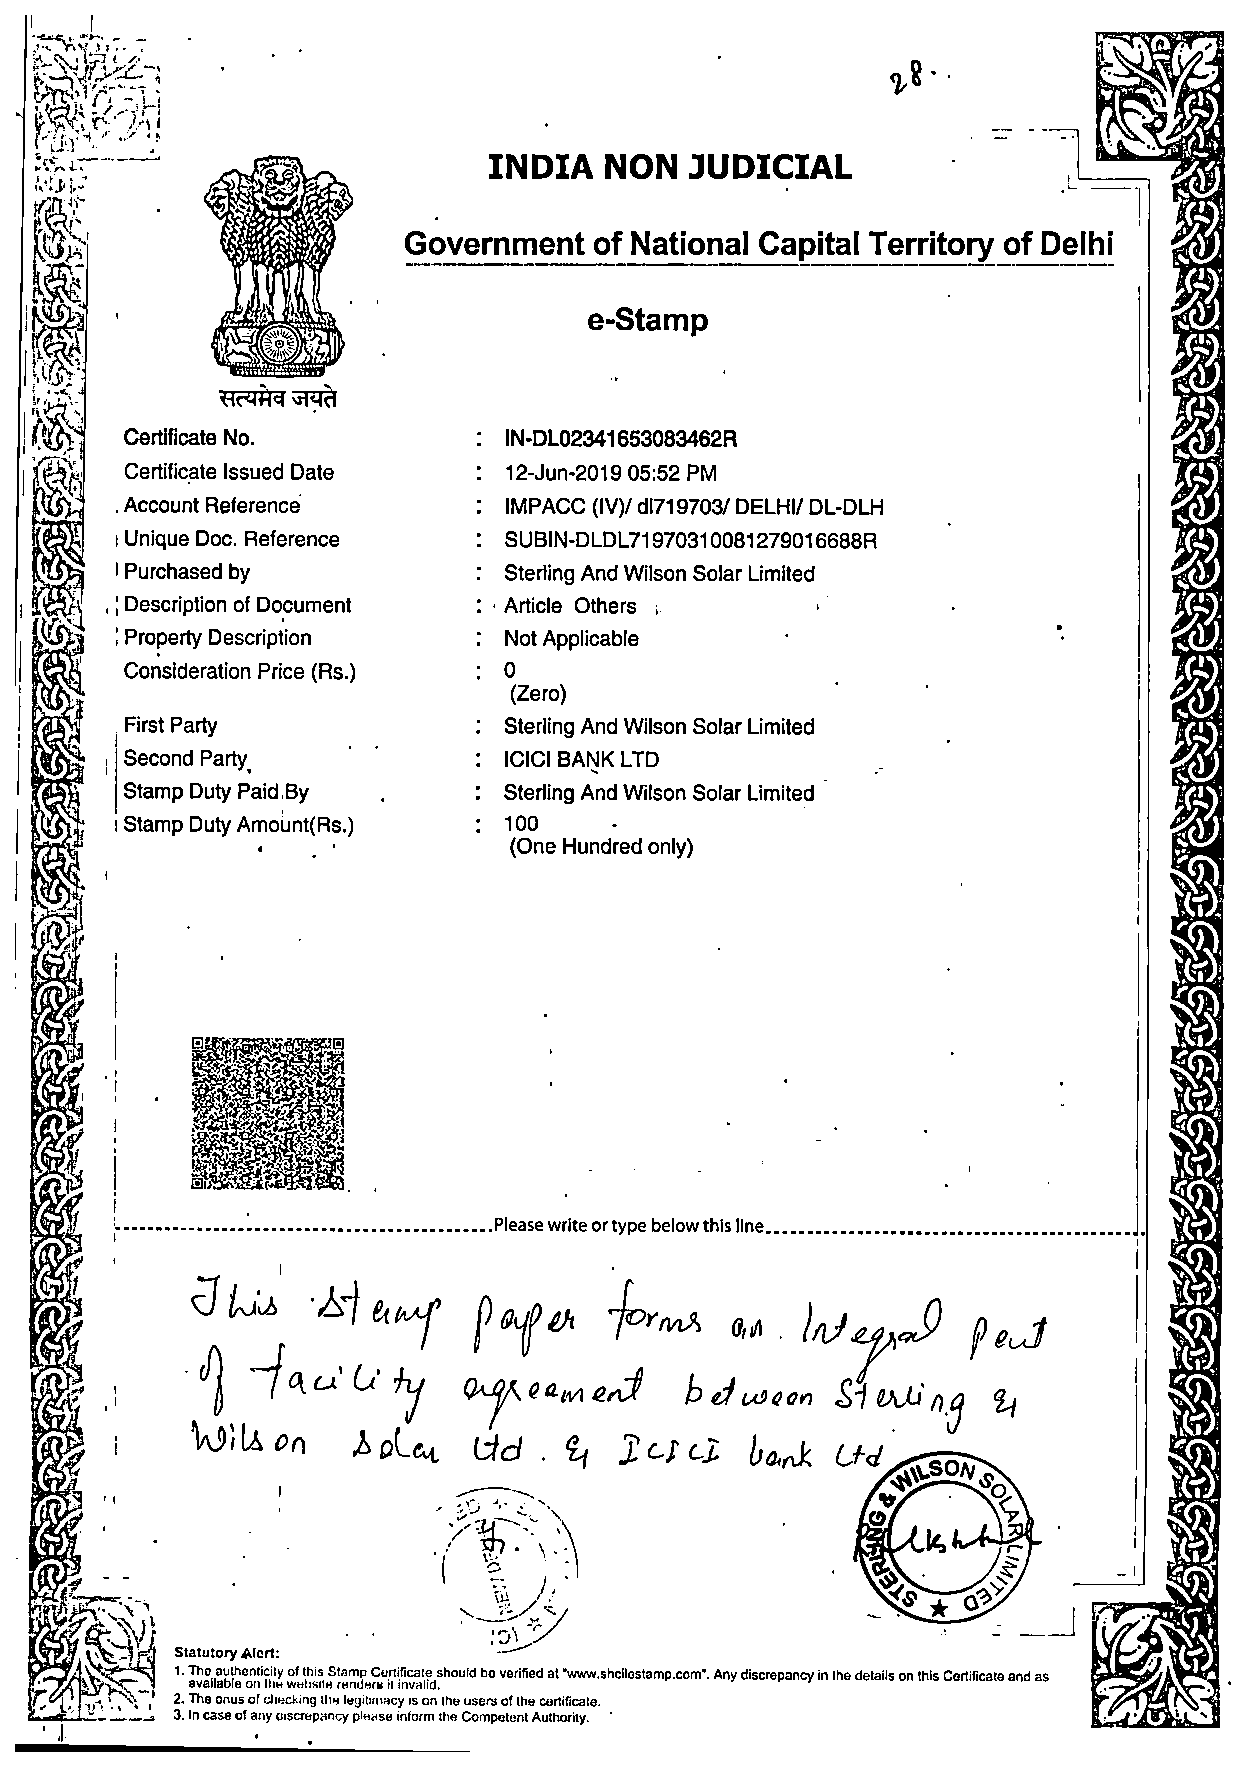 28
INDIA NON JUDICIAL
Government of National Capital Territory of Delhi
e-Stamp
सत्यमेव जयते
Certificate No. : IN-DL02341653083462R
Certificate Issued Date : 12-Jun-2019 05:52 PM
Account Reference : IMPACC (IV)/ dl719703/ DELHI/ DL-DLH
Unique Doc. Reference : SUBIN-DLDL71970310081279016688R
Purchased by : Sterling And Wilson Solar Limited
Description of Document : Article Others
Property Description : Not Applicable
Consideration Price (Rs.) : 0
(Zero)
First Party : Sterling And Wilson Solar Limited
Second Party : ICICI BANK LTD
Stamp Duty Paid By : Sterling And Wilson Solar Limited
Stamp Duty Amount(Rs.) : 100
(One Hundred only)
Please write or type below this line
This stamp paper forms an Integral part
of facility agreement between Sterling &
Wilson Solar Ltd. & ICICI bank Ltd
STERLING & WILSON SOLAR LIMITED
NEW DELHI
Statutory Alert:
1. The authenticity of this Stamp Certificate should be verified at "www.shcilestamp.com". Any discrepancy in the details on this Certificate and as
available on the website renders it invalid.
2. The onus of checking the legitimacy is on the users of the certificate.
3. In case of any discrepancy please inform the Competent Authority.